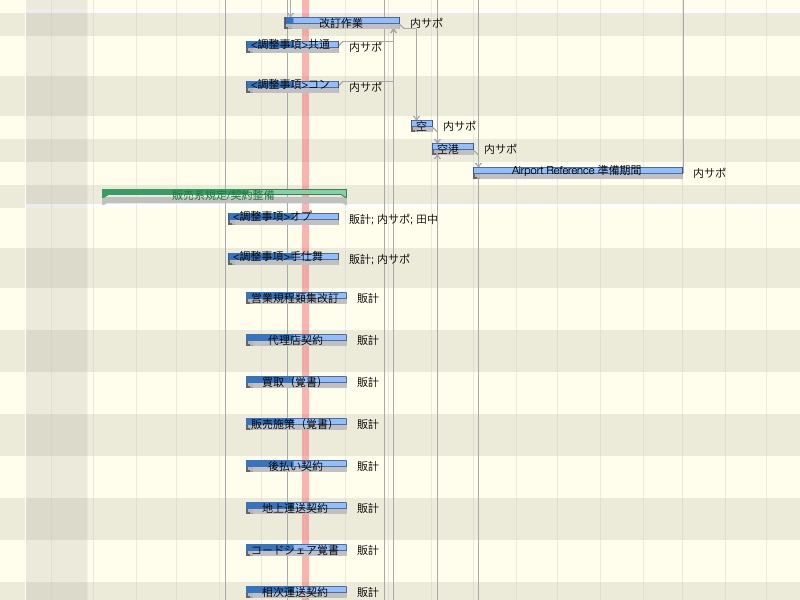 改訂作業 内サポ
<調整事項>共通 内サポ
<調整事項>コン 内サポ
空 内サポ
空港 内サポ
Airport Reference 準備期間 内サポ
販売系規定/契約整備
<調整事項>オプ 販計; 内サポ; 田中
<調整事項>手仕舞 販計; 内サポ
営業規程類集改訂 販計
代理店契約 販計
買取（覚書） 販計
販売施策（覚書） 販計
後払い契約 販計
地上運送契約 販計
コードシェア覚書 販計
相次運送契約 販計